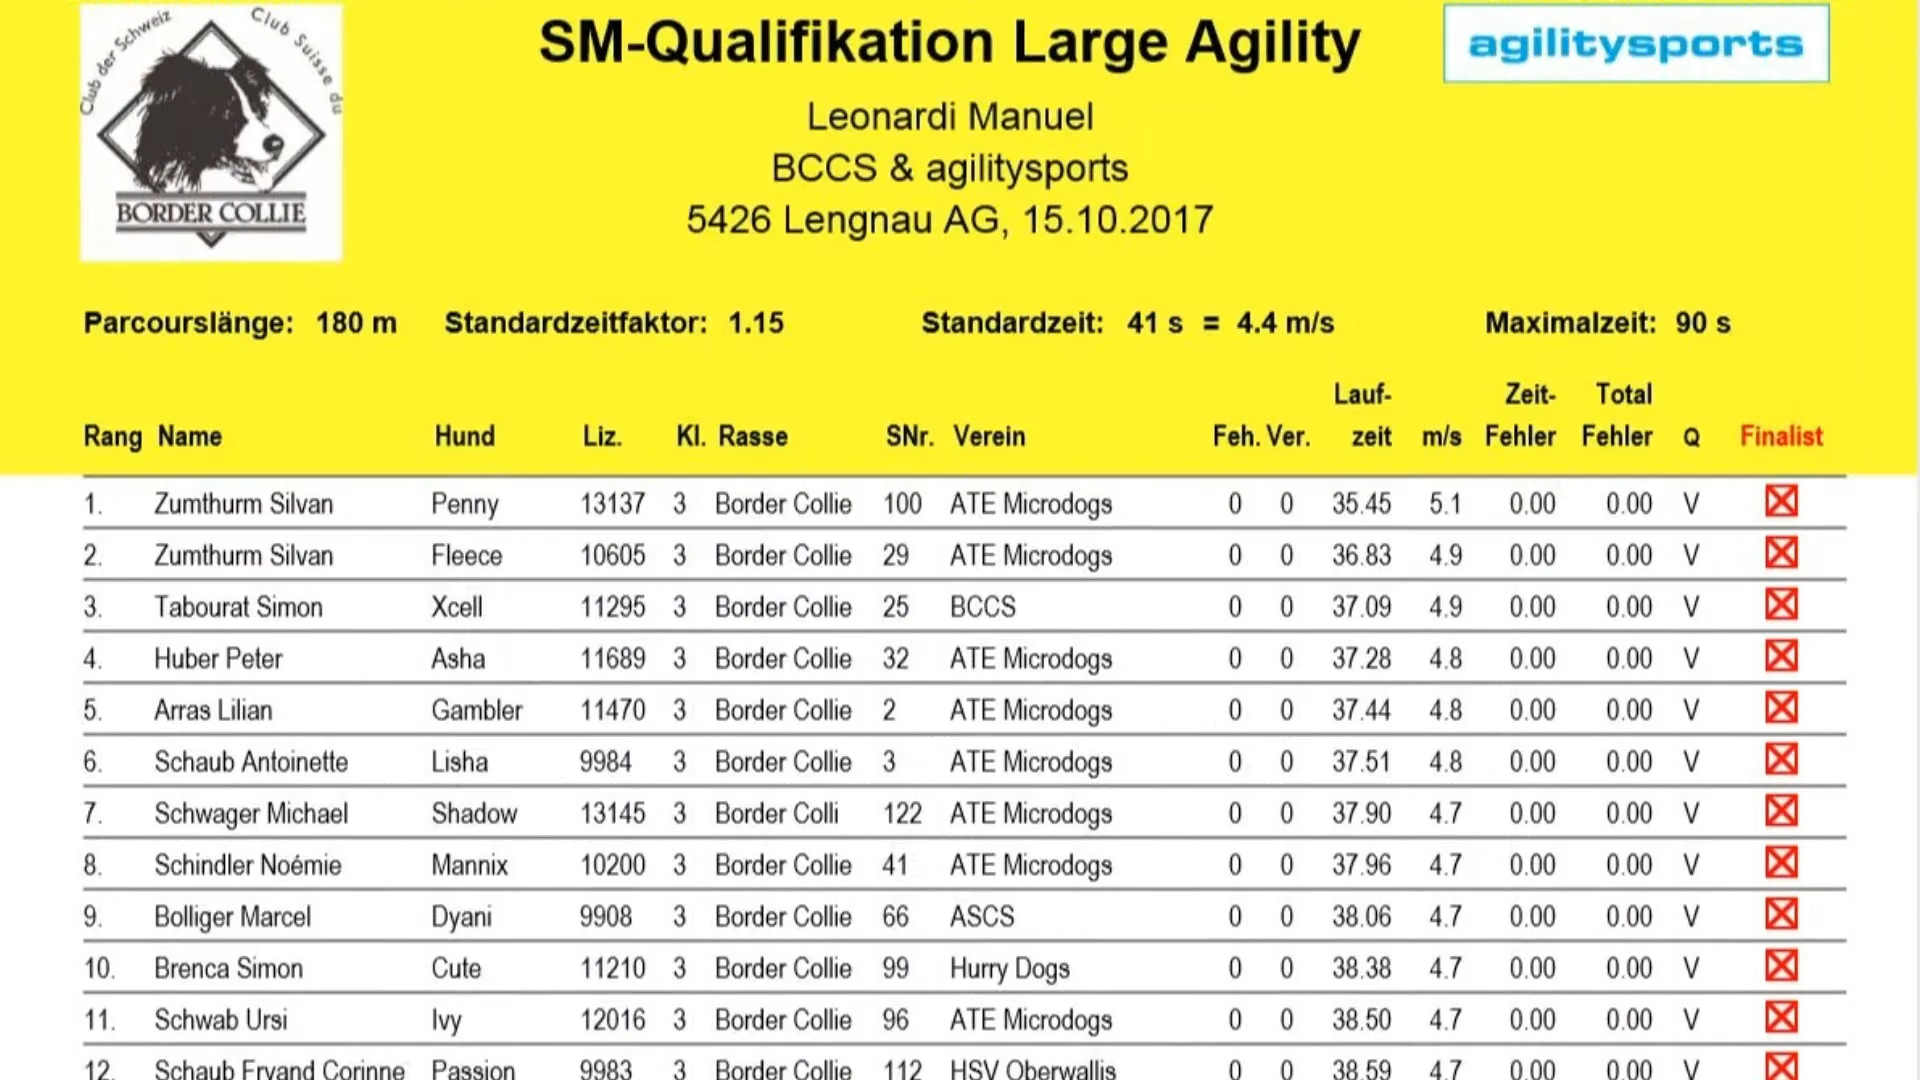 Club der Schweiz
Club Suisse du
BORDER COLLIE
SM-Qualifikation Large Agility
agilitysports
Leonardi Manuel
BCCS & agilitysports
5426 Lengnau AG, 15.10.2017
Parcourslänge: 180 m Standardzeitfaktor: 1.15 Standardzeit: 41 s = 4.4 m/s Maximalzeit: 90 s
Lauf- Zeit- Total
Rang Name Hund Liz. Kl. Rasse SNr. Verein Feh. Ver. zeit m/s Fehler Fehler Q Finalist
1. Zumthurm Silvan Penny 13137 3 Border Collie 100 ATE Microdogs 0 0 35.45 5.1 0.00 0.00 V
2. Zumthurm Silvan Fleece 10605 3 Border Collie 29 ATE Microdogs 0 0 36.83 4.9 0.00 0.00 V
3. Tabourat Simon Xcell 11295 3 Border Collie 25 BCCS 0 0 37.09 4.9 0.00 0.00 V
4. Huber Peter Asha 11689 3 Border Collie 32 ATE Microdogs 0 0 37.28 4.8 0.00 0.00 V
5. Arras Lilian Gambler 11470 3 Border Collie 2 ATE Microdogs 0 0 37.44 4.8 0.00 0.00 V
6. Schaub Antoinette Lisha 9984 3 Border Collie 3 ATE Microdogs 0 0 37.51 4.8 0.00 0.00 V
7. Schwager Michael Shadow 13145 3 Border Colli 122 ATE Microdogs 0 0 37.90 4.7 0.00 0.00 V
8. Schindler Noémie Mannix 10200 3 Border Collie 41 ATE Microdogs 0 0 37.96 4.7 0.00 0.00 V
9. Bolliger Marcel Dyani 9908 3 Border Collie 66 ASCS 0 0 38.06 4.7 0.00 0.00 V
10. Brenca Simon Cute 11210 3 Border Collie 99 Hurry Dogs 0 0 38.38 4.7 0.00 0.00 V
11. Schwab Ursi Ivy 12016 3 Border Collie 96 ATE Microdogs 0 0 38.50 4.7 0.00 0.00 V
12. Schaub Fryand Corinne Passion 9983 3 Border Collie 112 HSV Oberwallis 0 0 38.59 4.7 0.00 0.00 V